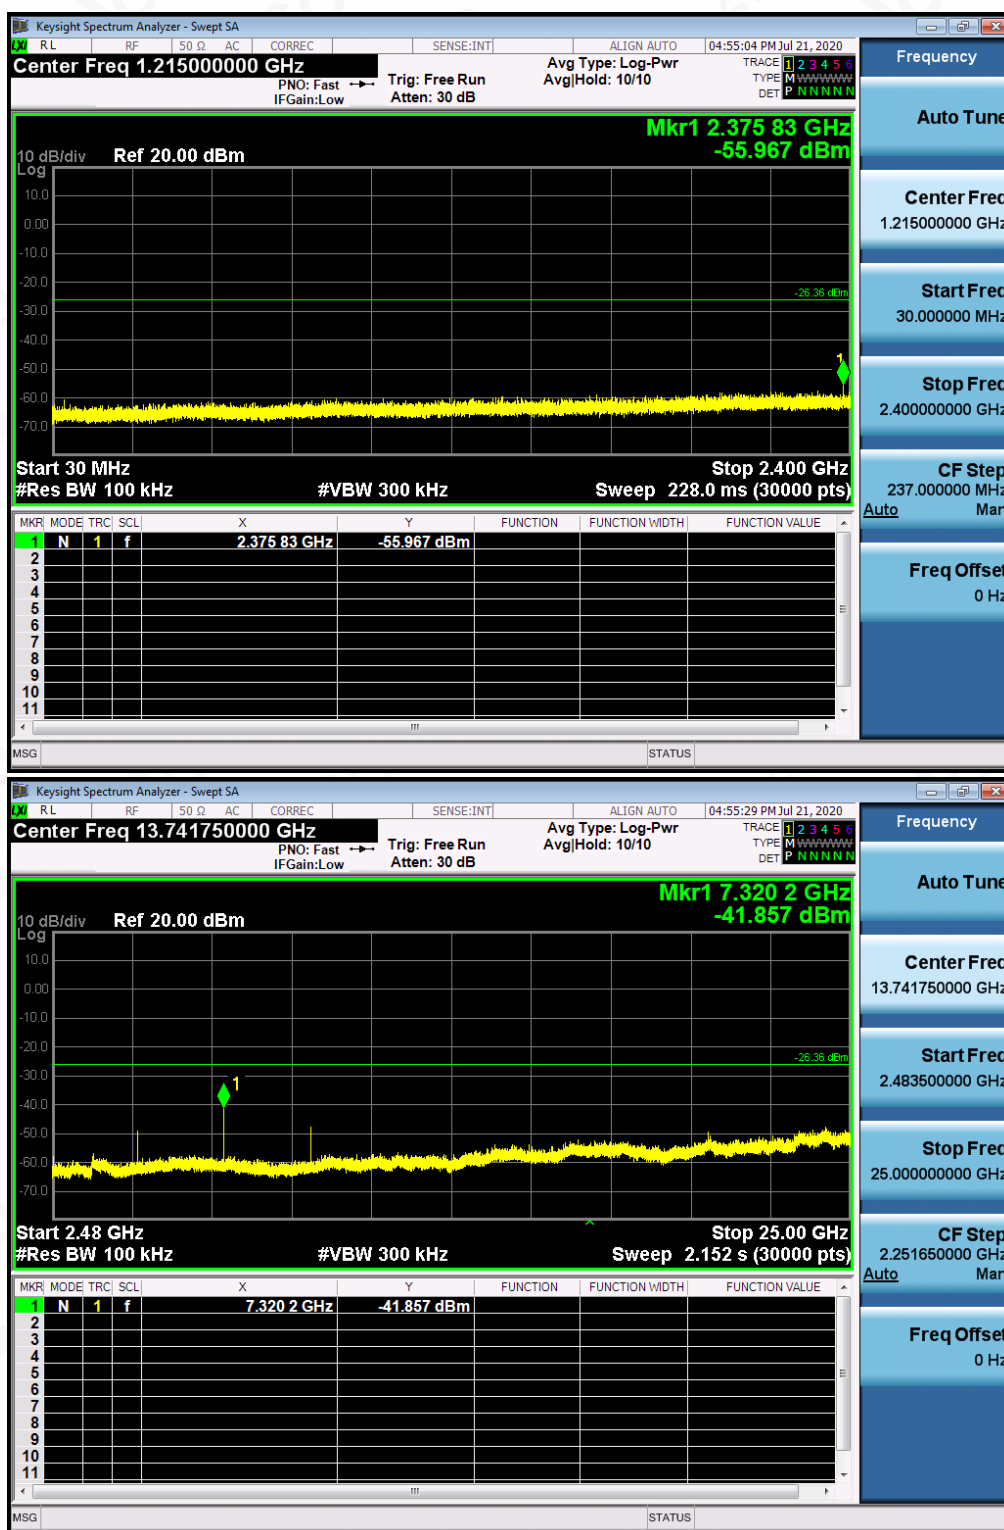 Keysight Spectrum Analyzer - Swept SA
LXI RL RF 50 Ω AC CORREC SENSE:INT ALIGN AUTO 04:55:04 PM Jul 21, 2020
Center Freq 1.215000000 GHz
PNO: Fast
IFGain:Low
Trig: Free Run
Atten: 30 dB
Avg Type: Log-Pwr
Avg|Hold: 10/10
TRACE 1 2 3 4 5 6
TYPE M WWWWW
DET P N N N N N
Frequency
Mkr1 2.375 83 GHz
-55.967 dBm
10 dB/div Ref 20.00 dBm
Log
10.0
0.00
-10.0
-20.0
-26.36 dBm
-30.0
-40.0
-50.0
1
-60.0
-70.0
Start 30 MHz Stop 2.400 GHz
#Res BW 100 kHz #VBW 300 kHz Sweep 228.0 ms (30000 pts)
MKR MODE TRC SCL X Y FUNCTION FUNCTION WIDTH FUNCTION VALUE
1 N 1 f 2.375 83 GHz -55.967 dBm
2
3
4
5
6
7
8
9
10
11
MSG STATUS
Auto Tune
Center Freq
1.215000000 GHz
Start Freq
30.000000 MHz
Stop Freq
2.400000000 GHz
CF Step
237.000000 MHz
Auto Man
Freq Offset
0 Hz
Keysight Spectrum Analyzer - Swept SA
LXI RL RF 50 Ω AC CORREC SENSE:INT ALIGN AUTO 04:55:29 PM Jul 21, 2020
Center Freq 13.741750000 GHz
PNO: Fast
IFGain:Low
Trig: Free Run
Atten: 30 dB
Avg Type: Log-Pwr
Avg|Hold: 10/10
TRACE 1 2 3 4 5 6
TYPE M WWWWW
DET P N N N N N
Frequency
Mkr1 7.320 2 GHz
-41.857 dBm
10 dB/div Ref 20.00 dBm
Log
10.0
0.00
-10.0
-20.0
-26.36 dBm
-30.0
1
-40.0
-50.0
-60.0
-70.0
Start 2.48 GHz Stop 25.00 GHz
#Res BW 100 kHz #VBW 300 kHz Sweep 2.152 s (30000 pts)
MKR MODE TRC SCL X Y FUNCTION FUNCTION WIDTH FUNCTION VALUE
1 N 1 f 7.320 2 GHz -41.857 dBm
2
3
4
5
6
7
8
9
10
11
MSG STATUS
Auto Tune
Center Freq
13.741750000 GHz
Start Freq
2.483500000 GHz
Stop Freq
25.000000000 GHz
CF Step
2.251650000 GHz
Auto Man
Freq Offset
0 Hz